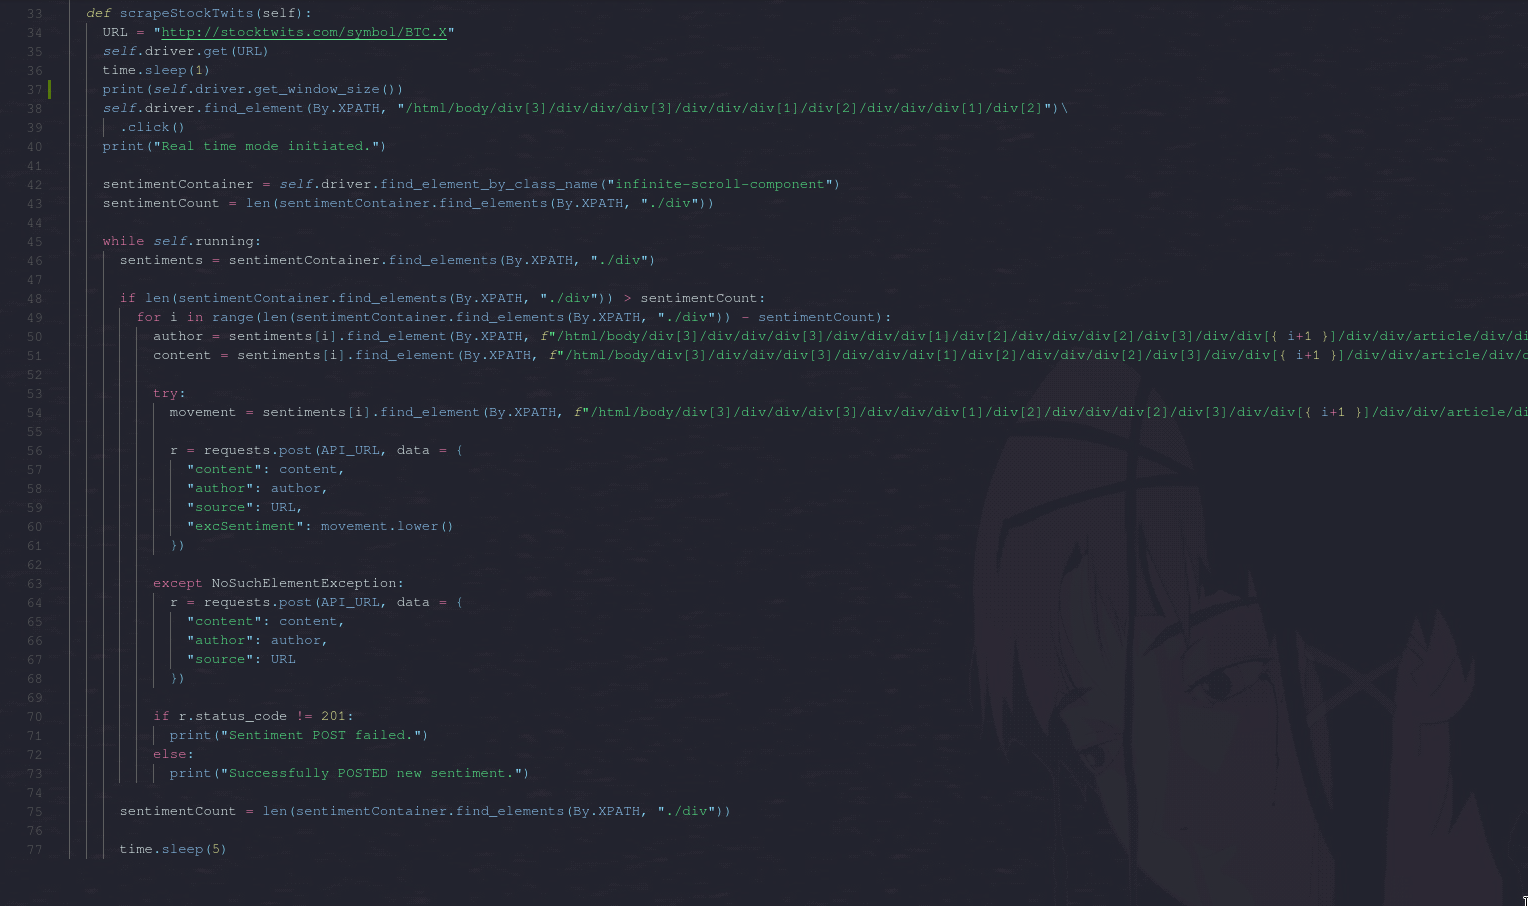 33 def scrapeStockTwits(self):
34 URL = "http://stocktwits.com/symbol/BTC.X"
35 self.driver.get(URL)
36 time.sleep(1)
37 print(self.driver.get_window_size())
38 self.driver.find_element(By.XPATH, "/html/body/div[3]/div/div/div[3]/div/div/div[1]/div[2]/div/div/div[1]/div[2]")\
39 .click()
40 print("Real time mode initiated.")
41
42 sentimentContainer = self.driver.find_element_by_class_name("infinite-scroll-component")
43 sentimentCount = len(sentimentContainer.find_elements(By.XPATH, "./div"))
44
45 while self.running:
46 sentiments = sentimentContainer.find_elements(By.XPATH, "./div")
47
48 if len(sentimentContainer.find_elements(By.XPATH, "./div")) > sentimentCount:
49 for i in range(len(sentimentContainer.find_elements(By.XPATH, "./div")) - sentimentCount):
50 author = sentiments[i].find_element(By.XPATH, f"/html/body/div[3]/div/div/div[3]/div/div/div[1]/div[2]/div/div/div[2]/div[3]/div/div[{ i+1 }]/div/div/article/div/di
51 content = sentiments[i].find_element(By.XPATH, f"/html/body/div[3]/div/div/div[3]/div/div/div[1]/div[2]/div/div/div[2]/div[3]/div/div[{ i+1 }]/div/div/article/div/d
52
53 try:
54 movement = sentiments[i].find_element(By.XPATH, f"/html/body/div[3]/div/div/div[3]/div/div/div[1]/div[2]/div/div/div[2]/div[3]/div/div[{ i+1 }]/div/div/article/di
55
56 r = requests.post(API_URL, data = {
57 "content": content,
58 "author": author,
59 "source": URL,
60 "excSentiment": movement.lower()
61 })
62
63 except NoSuchElementException:
64 r = requests.post(API_URL, data = {
65 "content": content,
66 "author": author,
67 "source": URL
68 })
69
70 if r.status_code != 201:
71 print("Sentiment POST failed.")
72 else:
73 print("Successfully POSTED new sentiment.")
74
75 sentimentCount = len(sentimentContainer.find_elements(By.XPATH, "./div"))
76
77 time.sleep(5)